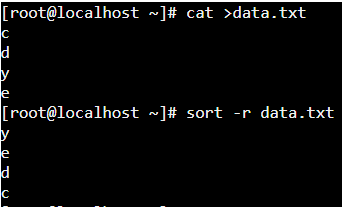 [root@localhost ~]# cat >data.txt
c
d
y
e
[root@localhost ~]# sort -r data.txt
y
e
d
c